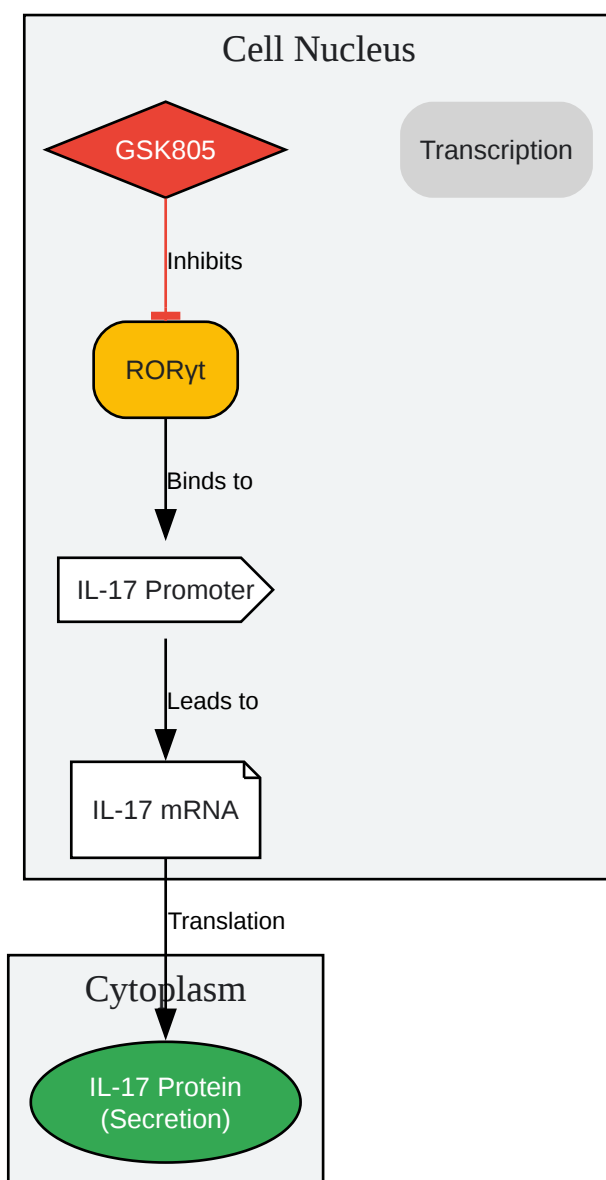 Cell Nucleus
GSK805
Transcription
Inhibits
RORγt
Binds to
IL-17 Promoter
Leads to
IL-17 mRNA
Translation
Cytoplasm
IL-17 Protein
(Secretion)